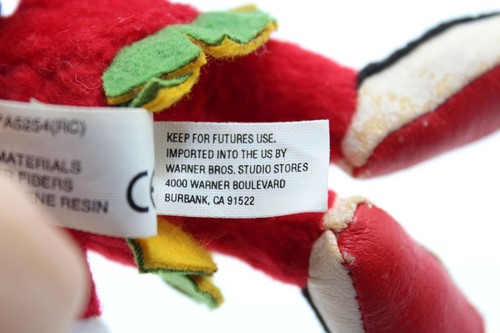 A5254(RC)
MATERIALS
FIBERS
ENE RESIN
KEEP FOR FUTURES USE.
IMPORTED INTO THE US BY
WARNER BROS. STUDIO STORES
4000 WARNER BOULEVARD
BURBANK, CA 91522